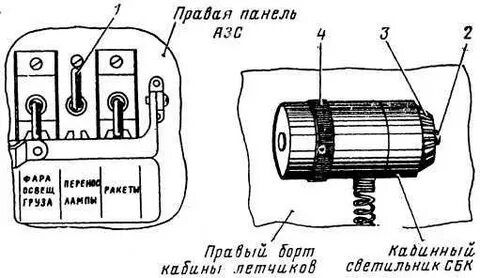 1
Правая панель
АЗС
4
3
2
ФАРА
ОСВЕЩ
ГРУЗА
ПЕРЕНОС
ЛАМПЫ
РАКЕТЫ
Правый борт
кабины летчиков
Кабинный
светильник СБК